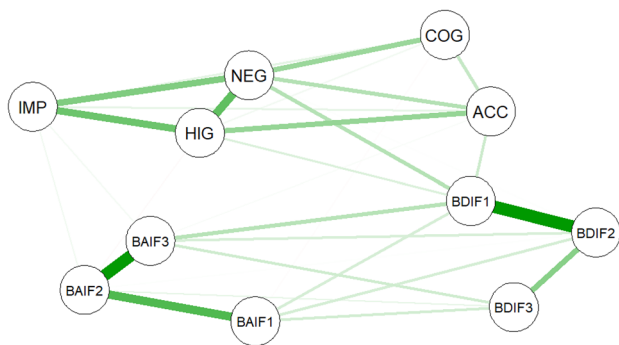 COG
NEG
IMP
ACC
HIG
BDIF1
BDIF2
BAIF3
BAIF2
BDIF3
BAIF1